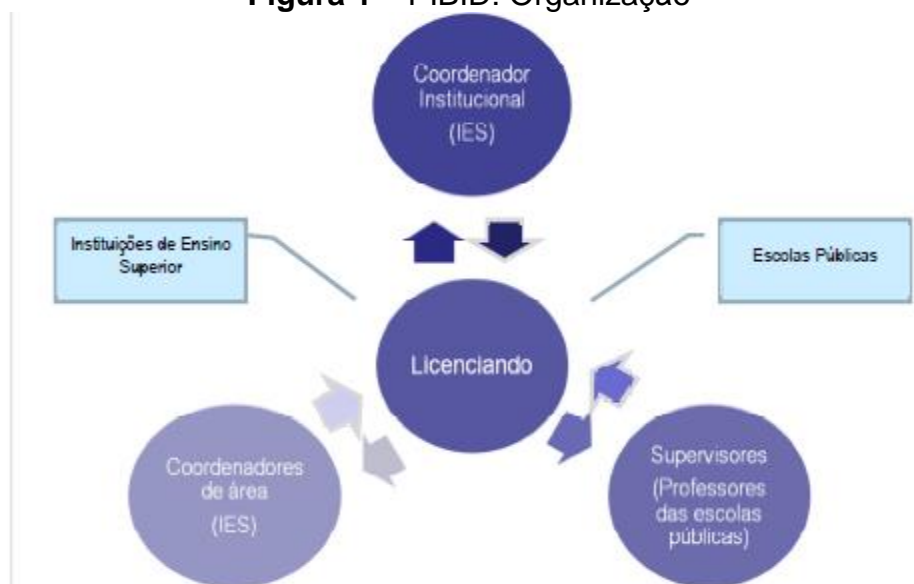 Figura 1 – PIBID: Organização
Coordenador
Institucional
(IES)
Instituições de Ensino
Superior
Escolas Públicas
Licenciando
Coordenadores
de área
(IES)
Supervisores
(Professores
das escolas
públicas)